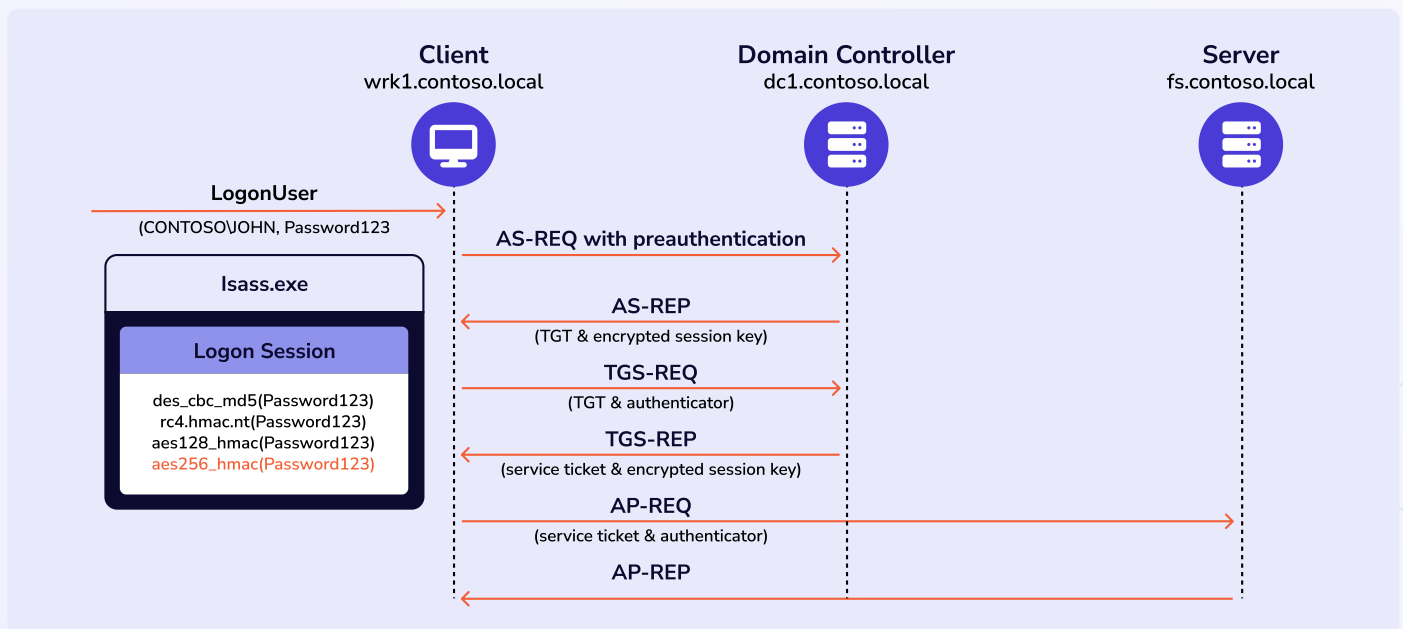 Client
wrk1.contoso.local
Domain Controller
dc1.contoso.local
Server
fs.contoso.local
LogonUser
(CONTOSO\JOHN, Password123
lsass.exe
Logon Session
des_cbc_md5(Password123)
rc4.hmac.nt(Password123)
aes128_hmac(Password123)
aes256_hmac(Password123)
AS-REQ with preauthentication
AS-REP
(TGT & encrypted session key)
TGS-REQ
(TGT & authenticator)
TGS-REP
(service ticket & encrypted session key)
AP-REQ
(service ticket & authenticator)
AP-REP